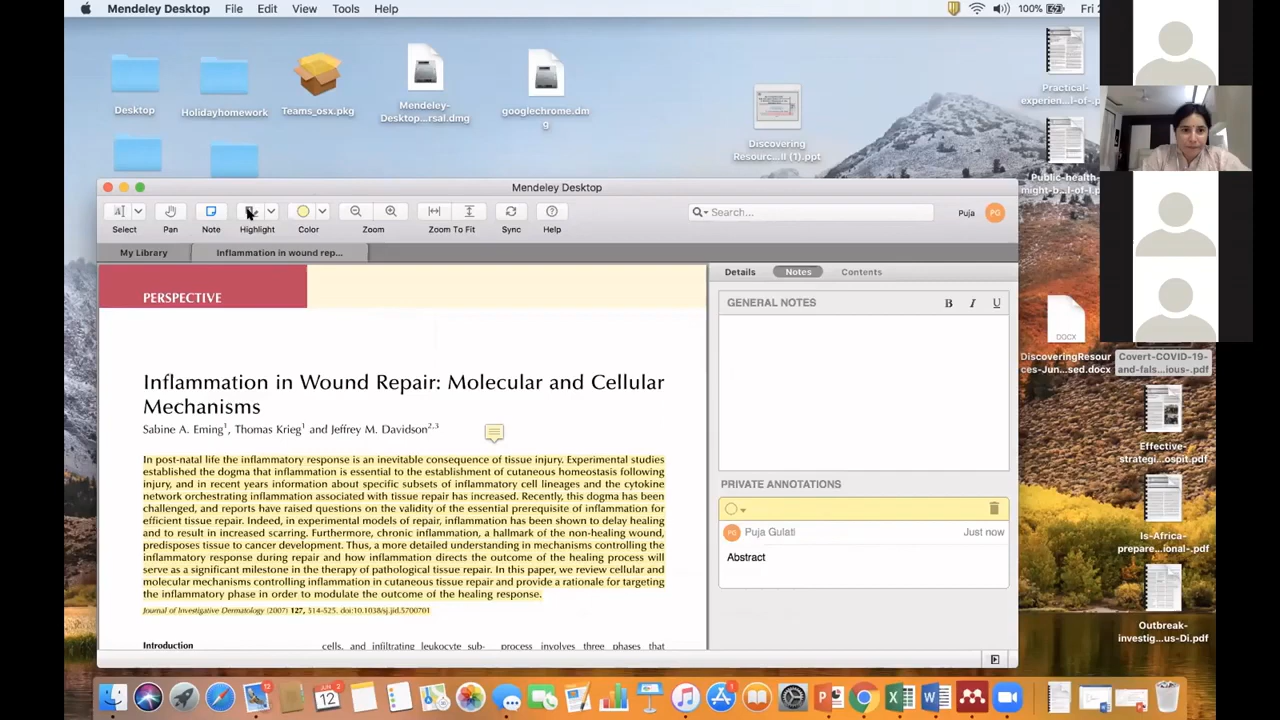 Mendeley Desktop File Edit View Tools Help 100% Fri 2
Desktop
Holidayhomework
Teams_osx.pkg
Mendeley-
Desktop...rsal.dmg
googlechrome.dm
g
Discovering
Resourc...II (1).ppt
Practical-
experien...l-of-.p
Public-health-
might-b...l-of-l.p
Mendeley Desktop
Search...
Puja PG
Select Pan Note Highlight Color Zoom Zoom To Fit Sync Help
My Library Inflammation in wound rep...
PERSPECTIVE
Inflammation in Wound Repair: Molecular and Cellular
Mechanisms
Sabine A. Eming1, Thomas Krieg1 and Jeffrey M. Davidson2,3
In post-natal life the inflammatory response is an inevitable consequence of tissue injury. Experimental studies
established the dogma that inflammation is essential to the establishment of cutaneous homeostasis following
injury, and in recent years information about specific subsets of inflammatory cell lineages and the cytokine
network orchestrating inflammation associated with tissue repair has increased. Recently, this dogma has been
challenged, and reports have raised questions on the validity of the essential prerequisite of inflammation for
efficient tissue repair. Indeed, in experimental models of repair, inflammation has been shown to delay healing
and to result in increased scarring. Furthermore, chronic inflammation, a hallmark of the non-healing wound,
predisposes tissue to cancer development. Thus, a more detailed understanding in mechanisms controlling the
inflammatory response during repair and how inflammation directs the outcome of the healing process will
serve as a significant milestone in the therapy of pathological tissue repair. In this paper, we review cellular and
molecular mechanisms controlling inflammation in cutaneous tissue repair and provide a rationale for targeting
the inflammatory phase in order to modulate the outcome of the healing response.
Journal of Investigative Dermatology (2007) 127, 514-525. doi:10.1038/sj.jid.5700701
Introduction
cells, and infiltrating leukocyte sub-
process involves three phases that
Details Notes Contents
GENERAL NOTES B I U
PRIVATE ANNOTATIONS
PG Puja Gulati Just now
Abstract
DOCX
DiscoveringResour
ces-Jun...sed.docx
Covert-COVID-19-
and-fals...ious-.pdf
Effective-
strategi...ospit.pdf
Is-Africa-
prepare...ional-.pdf
Outbreak-
investig...us-Di.pdf
JUN
12